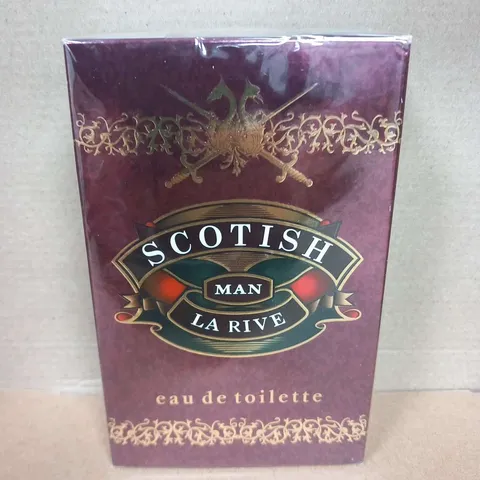 SCOTISH
MAN
LA RIVE
eau de toilette